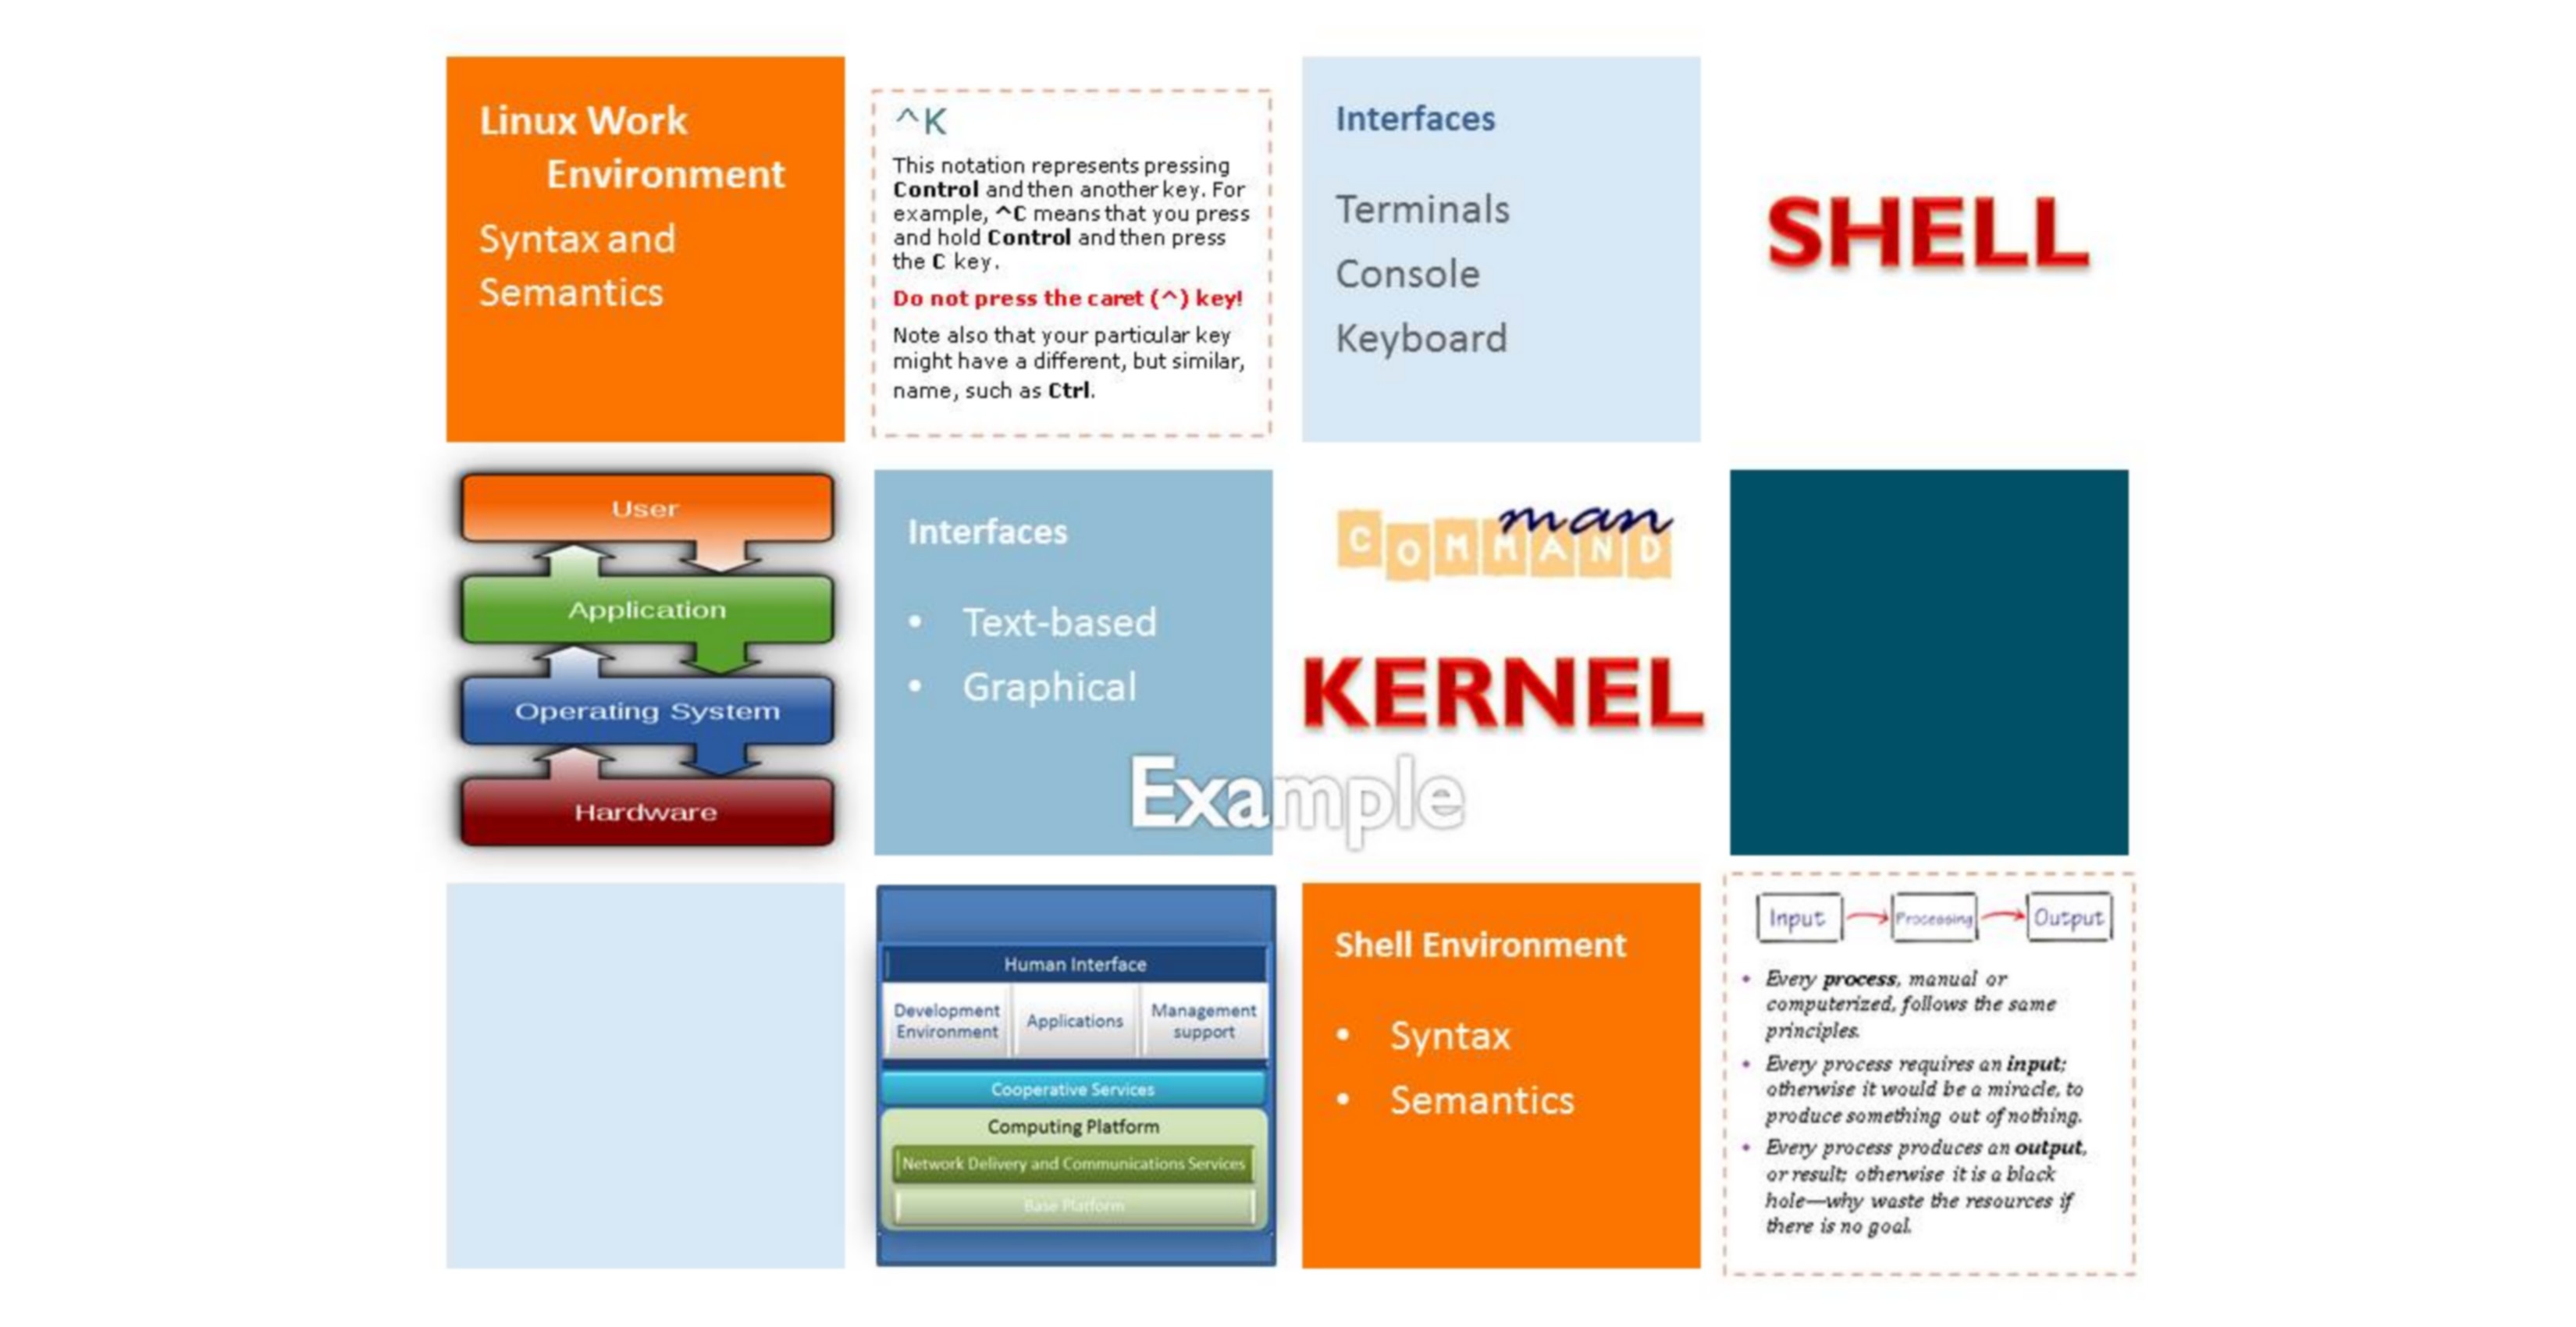 Linux Work
Environment
Syntax and
Semantics
^K
This notation represents pressing
Control and then another key. For
example, ^C means that you press
and hold Control and then press
the C key.
Do not press the caret (^) key!
Note also that your particular key
might have a different, but similar,
name, such as Ctrl.
Interfaces
Terminals
Console
Keyboard
SHELL
User
Application
Operating System
Hardware
Interfaces
• Text-based
• Graphical
man
COMMAND
KERNEL
Example
Human Interface
Development
Environment
Applications
Management
support
Cooperative Services
Computing Platform
Network Delivery and Communications Services
Base Platform
Shell Environment
• Syntax
• Semantics
Input
Processing
Output
• Every process, manual or
computerized, follows the same
principles.
• Every process requires an input;
otherwise it would be a miracle, to
produce something out of nothing.
• Every process produces an output,
or result; otherwise it is a black
hole—why waste the resources if
there is no goal.